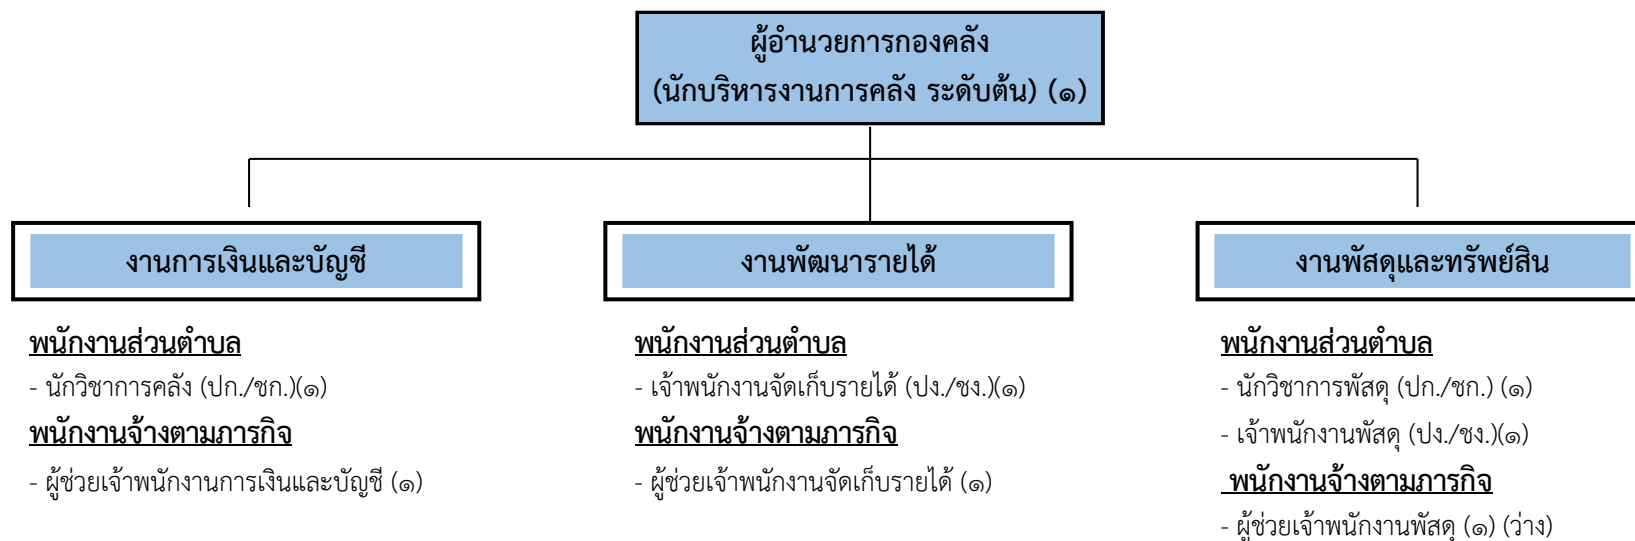 ผู้อำนวยการกองคลัง
(นักบริหารงานการคลัง ระดับต้น) (๑)
งานการเงินและบัญชี
พนักงานส่วนตำบล
- นักวิชาการคลัง (ปก./ชก.)(๑)
พนักงานจ้างตามภารกิจ
- ผู้ช่วยเจ้าพนักงานการเงินและบัญชี (๑)
งานพัฒนารายได้
พนักงานส่วนตำบล
- เจ้าพนักงานจัดเก็บรายได้ (ปง./ชง.)(๑)
พนักงานจ้างตามภารกิจ
- ผู้ช่วยเจ้าพนักงานจัดเก็บรายได้ (๑)
งานพัสดุและทรัพย์สิน
พนักงานส่วนตำบล
- นักวิชาการพัสดุ (ปก./ชก.) (๑)
- เจ้าพนักงานพัสดุ (ปง./ชง.)(๑)
พนักงานจ้างตามภารกิจ
- ผู้ช่วยเจ้าพนักงานพัสดุ (๑) (ว่าง)